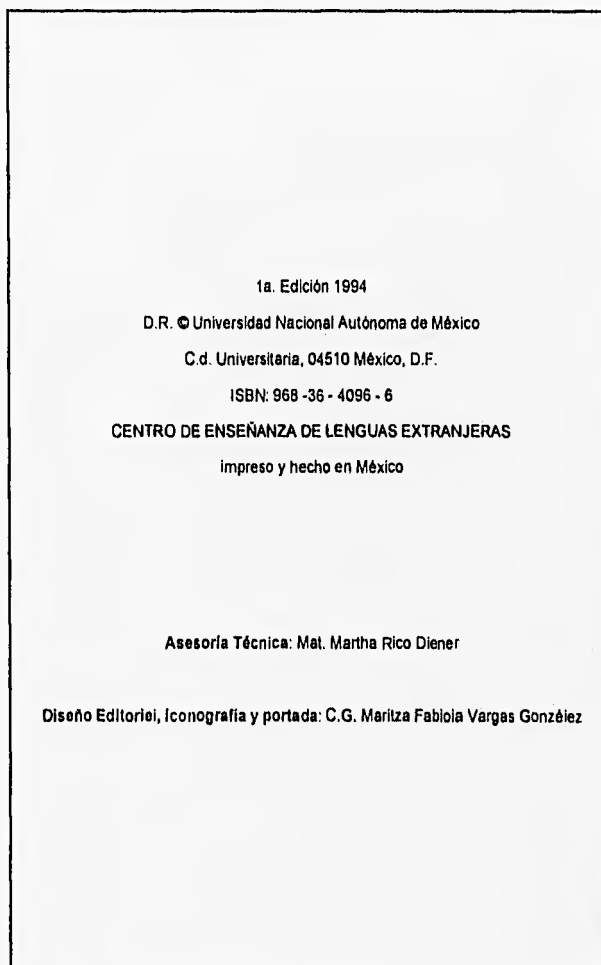 1a. Edición 1994
D.R. © Universidad Nacional Autónoma de México
C.d. Universitaria, 04510 México, D.F.
ISBN: 968 -36 - 4096 - 6
CENTRO DE ENSEÑANZA DE LENGUAS EXTRANJERAS
impreso y hecho en México
Asesoría Técnica: Mat. Martha Rico Diener
Diseño Editoriei, iconografía y portada: C.G. Maritza Fabiola Vargas Gonzéiez